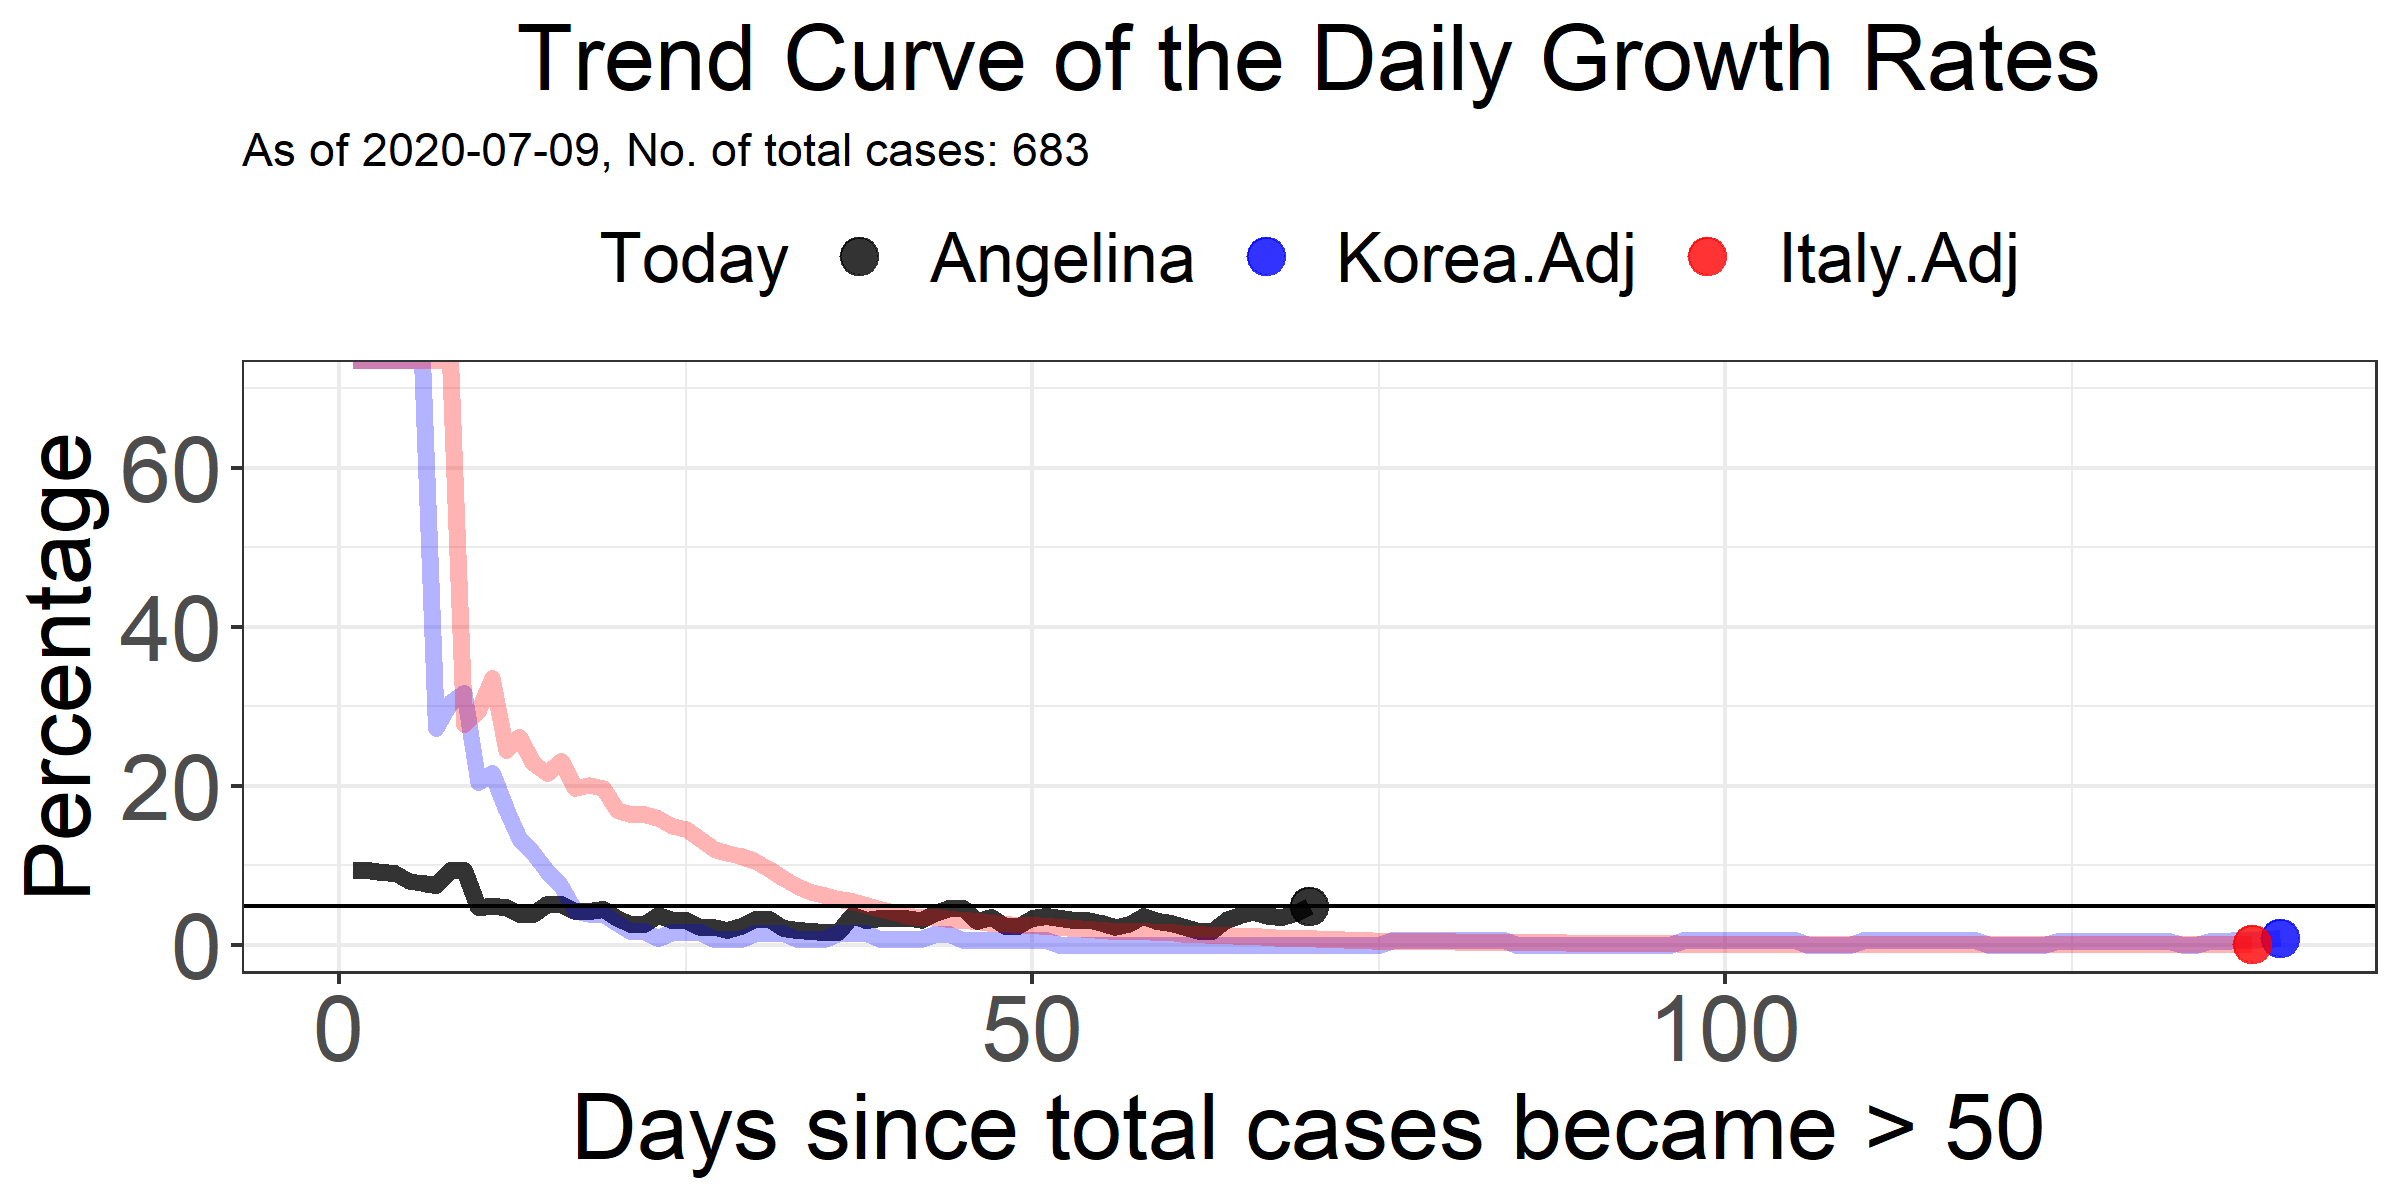 Trend Curve of the Daily Growth Rates
As of 2020-07-09, No. of total cases: 683
Today Angelina Korea.Adj Italy.Adj
Percentage
60
40
20
0
0 50 100
Days since total cases became > 50